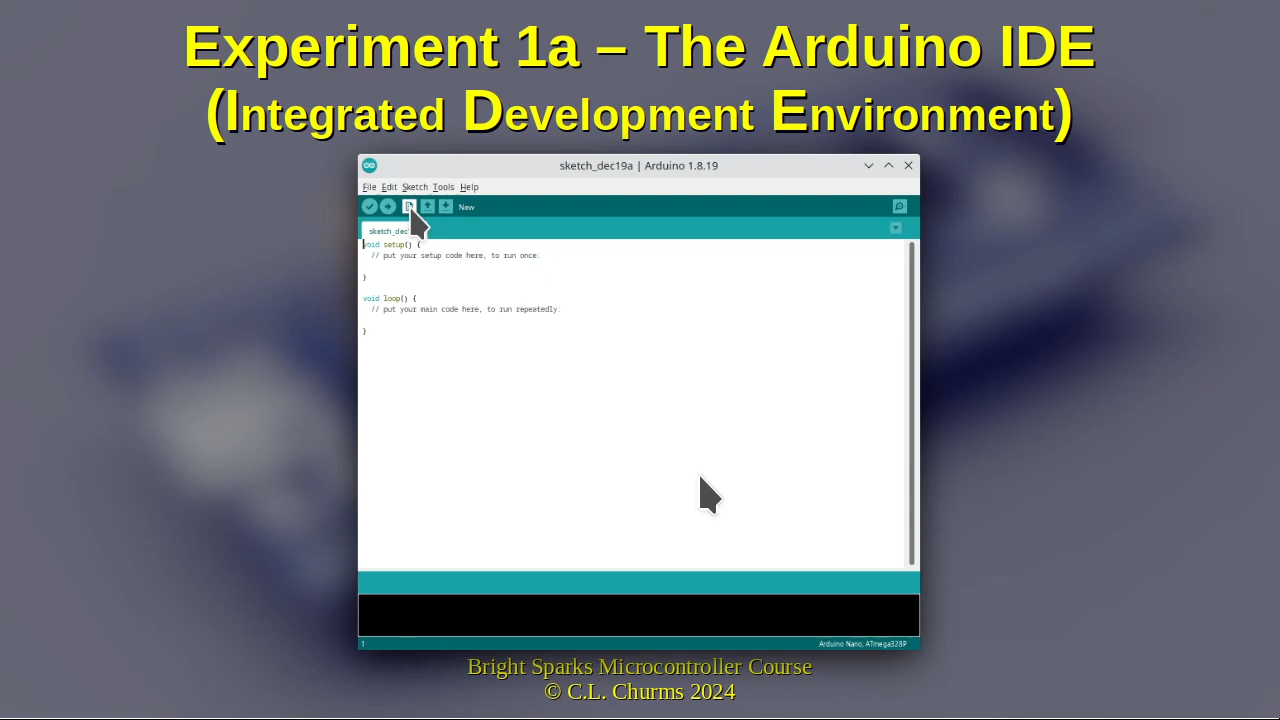 Experiment 1a – The Arduino IDE
(Integrated Development Environment)
sketch_dec19a | Arduino 1.8.19
File Edit Sketch Tools Help
New
void setup() {
// put your setup code here, to run once:
}
void loop() {
// put your main code here, to run repeatedly:
}
1
Arduino Nano, ATmega328P
Bright Sparks Microcontroller Course
© C.L. Churms 2024